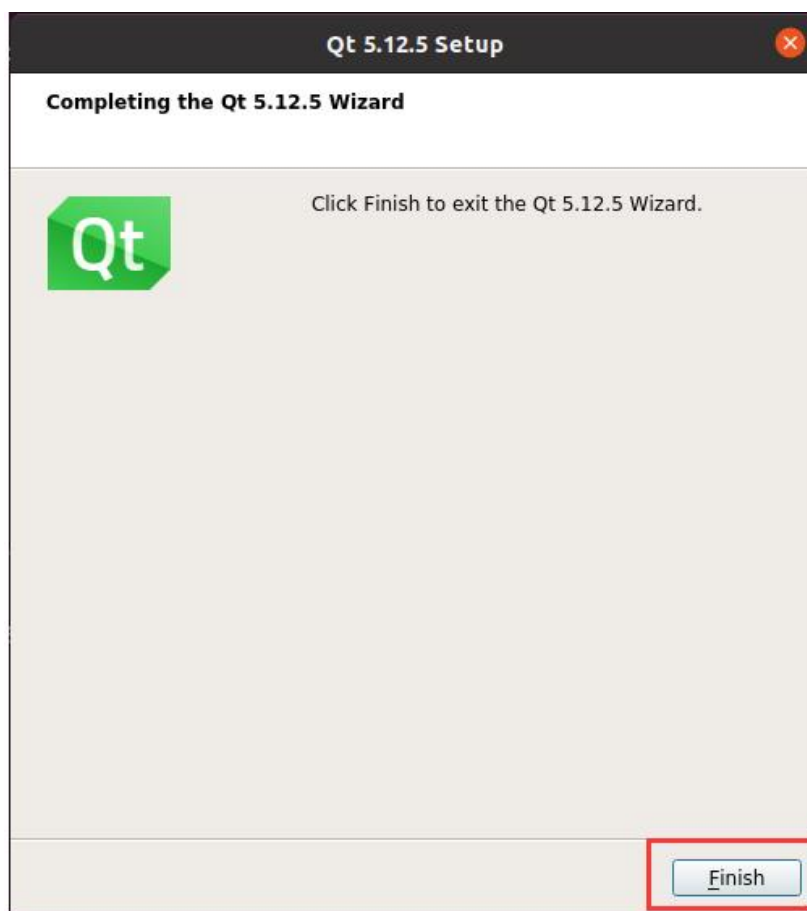 Qt 5.12.5 Setup
Completing the Qt 5.12.5 Wizard
Click Finish to exit the Qt 5.12.5 Wizard.
Qt
Finish